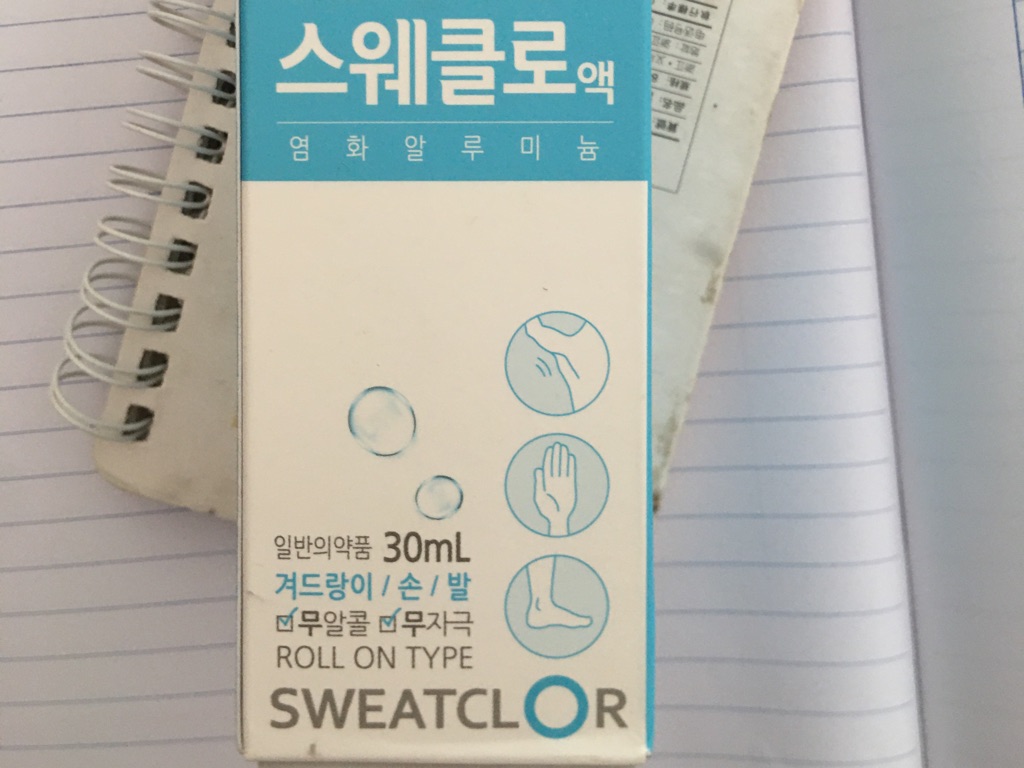 스웨클로액
염화알루미늄
일반의약품 30mL
겨드랑이 / 손 / 발
무알콜 무자극
ROLL ON TYPE
SWEATCLOR